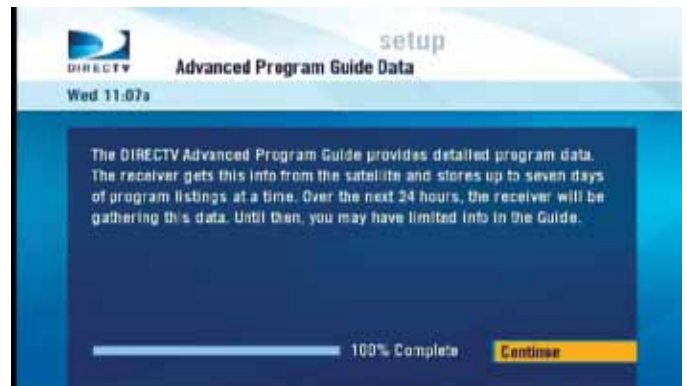 setup
DIRECTV
Advanced Program Guide Data
Wed 11:07a
The DIRECTV Advanced Program Guide provides detailed program data.
The receiver gets this info from the satellite and stores up to seven days
of program listings at a time. Over the next 24 hours, the receiver will be
gathering this data. Until then, you may have limited info in the Guide.
100% Complete
Continue